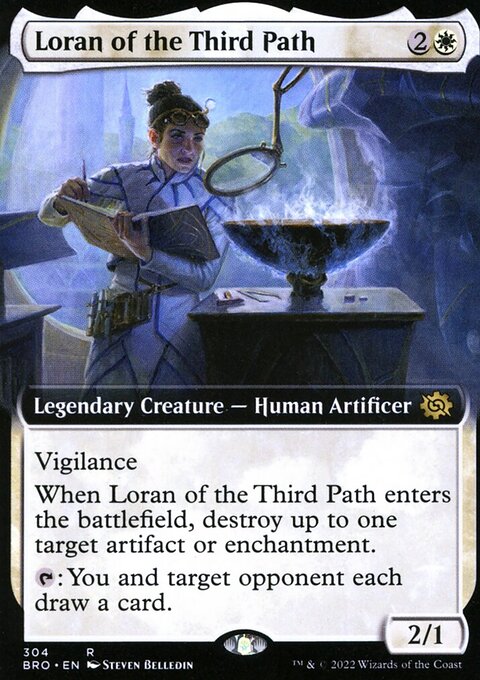 Loran of the Third Path 2
Legendary Creature — Human Artificer
Vigilance
When Loran of the Third Path enters
the battlefield, destroy up to one
target artifact or enchantment.
: You and target opponent each
draw a card.
2/1
304 R
BRO • EN Steven Belledin
™ & © 2022 Wizards of the Coast